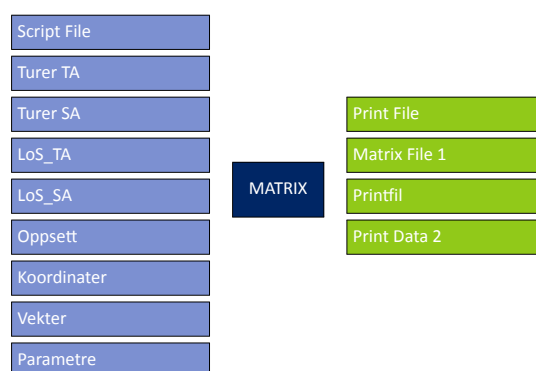 Script File
Turer TA
Turer SA
LoS_TA
LoS_SA
Oppsett
Koordinater
Vekter
Parametre
MATRIX
Print File
Matrix File 1
Printfil
Print Data 2